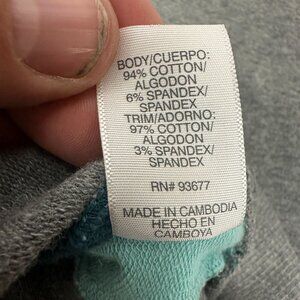 BODY/CUERPO:
94% COTTON/
ALGODON
6% SPANDEX/
SPANDEX
TRIM/ADORNO:
97% COTTON/
ALGODON
3% SPANDEX/
SPANDEX
RN# 93677
MADE IN CAMBODIA
HECHO EN
CAMBOYA